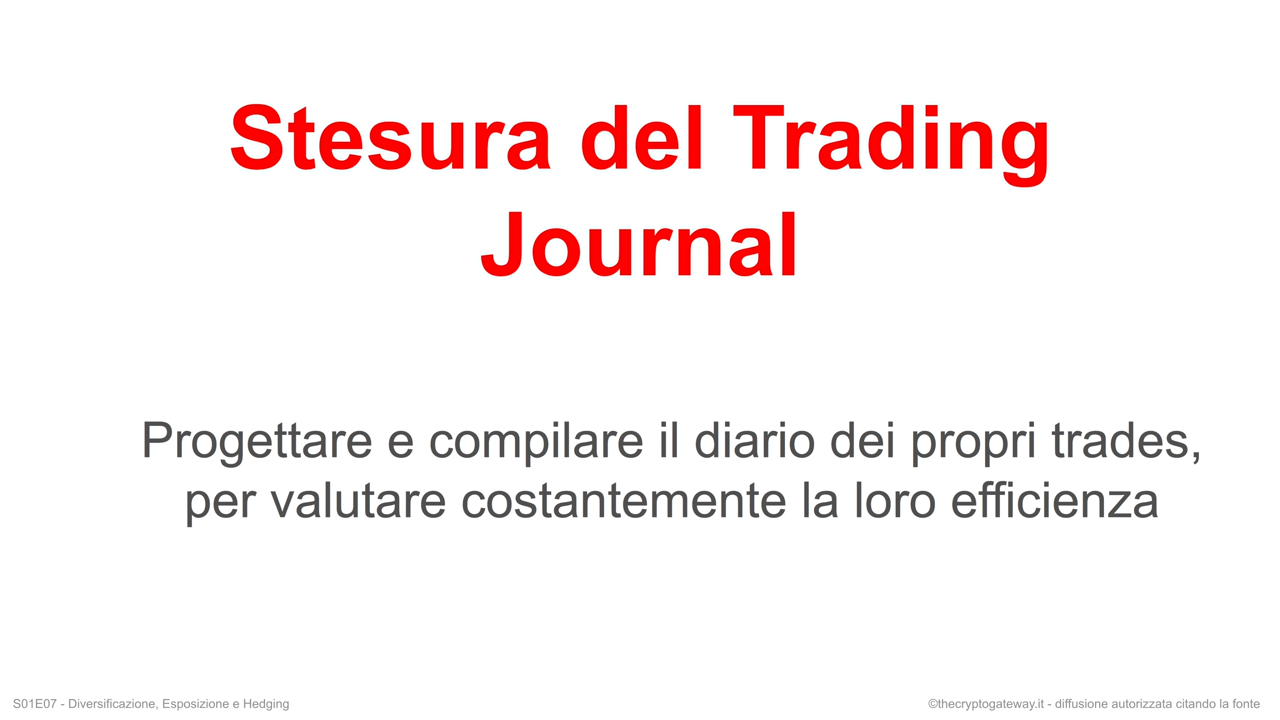 Stesura del Trading
Journal
Progettare e compilare il diario dei propri trades,
per valutare costantemente la loro efficienza
S01E07 - Diversificazione, Esposizione e Hedging
©thecryptogateway.it - diffusione autorizzata citando la fonte